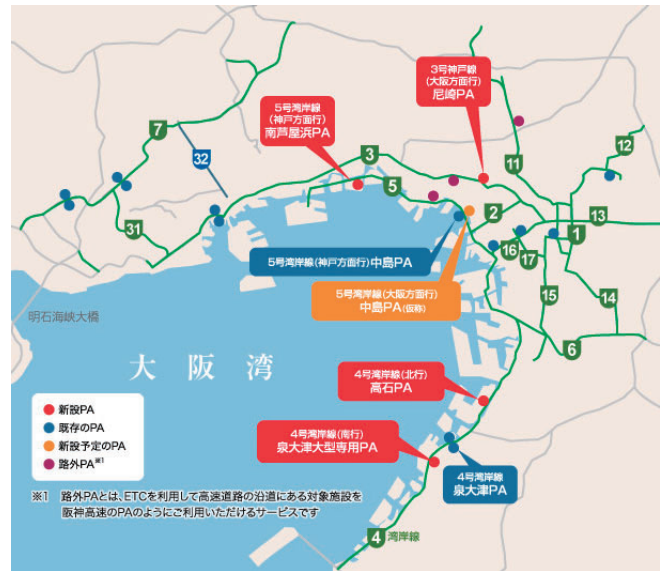 3号神戸線
(大阪方面行)
尼崎PA
5号湾岸線
(神戸方面行)
南芦屋浜PA
7
32
3
5
11
12
2
13
1
31
16
17
15
14
6
5号湾岸線(神戸方面行)中島PA
5号湾岸線(大阪方面行)
中島PA(仮称)
明石海峡大橋
大阪湾
4号湾岸線(北行)
高石PA
4号湾岸線(南行)
泉大津大型専用PA
4号湾岸線
泉大津PA
新設PA
既存のPA
新設予定のPA
路外PA※1
※1 路外PAとは、ETCを利用して高速道路の沿道にある対象施設を
阪神高速のPAのようにご利用いただけるサービスです
4 湾岸線